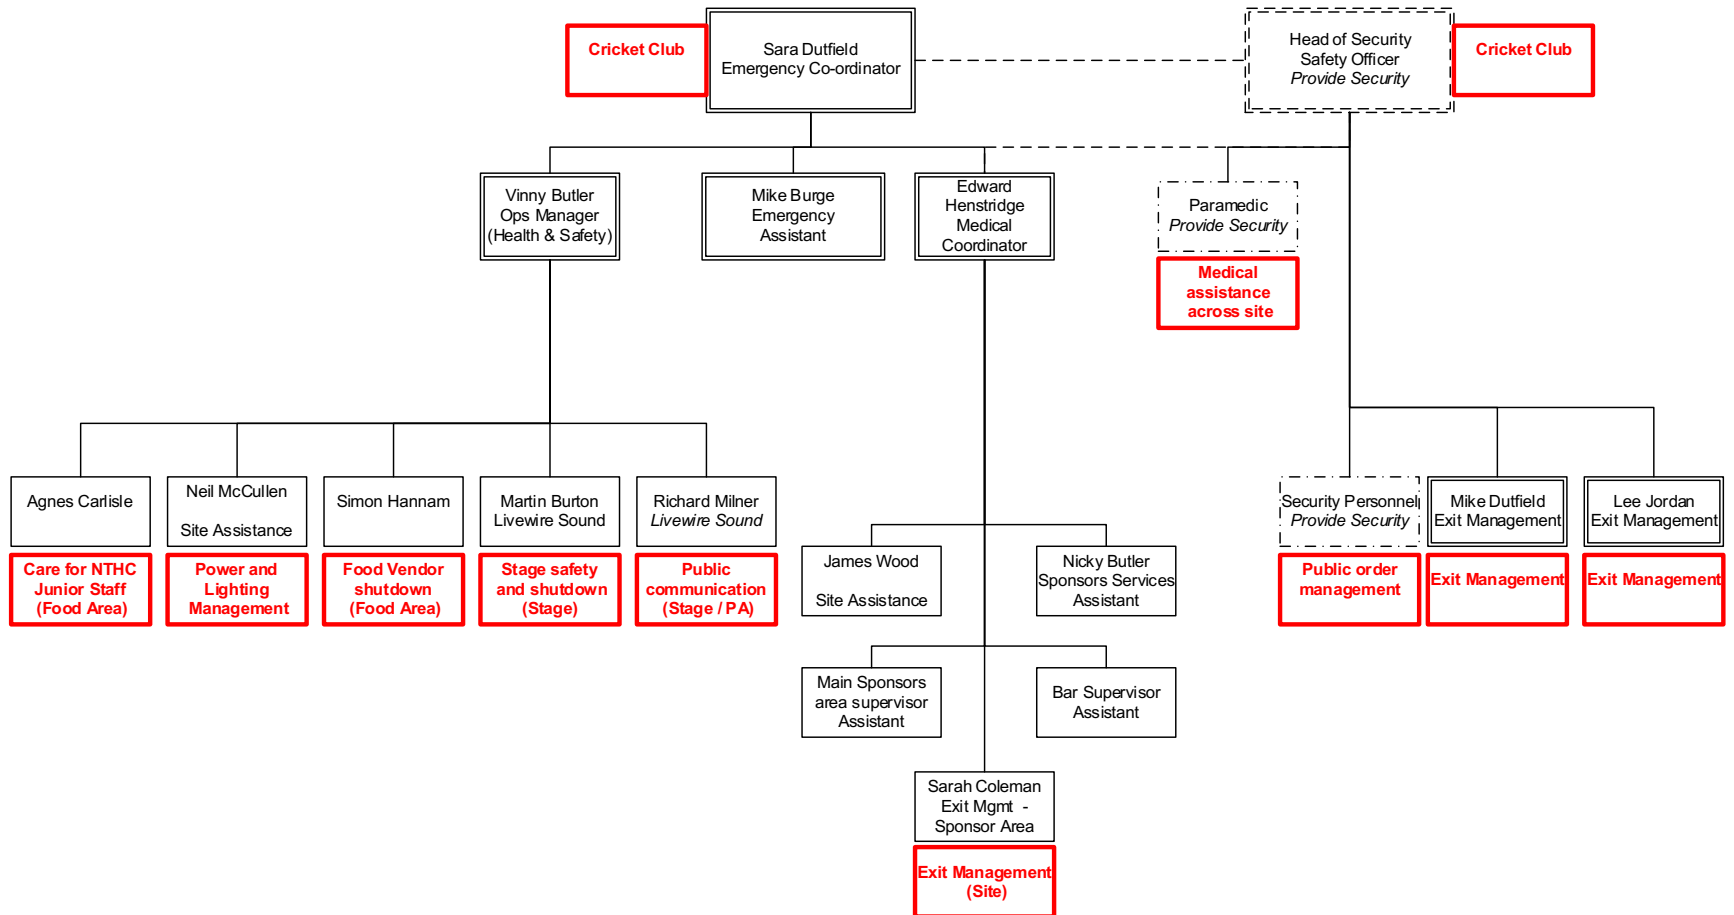 Cricket Club
Sara Dutfield
Emergency Co-ordinator
Head of Security
Safety Officer
Provide Security
Cricket Club
Vinny Butler
Ops Manager
(Health & Safety)
Mike Burge
Emergency
Assistant
Edward
Henstridge
Medical
Coordinator
Paramedic
Provide Security
Medical
assistance
across site
Agnes Carlisle
Care for NTHC
Junior Staff
(Food Area)
Neil McCullen
Site Assistance
Power and
Lighting
Management
Simon Hannam
Food Vendor
shutdown
(Food Area)
Martin Burton
Livewire Sound
Stage safety
and shutdown
(Stage)
Richard Milner
Livewire Sound
Public
communication
(Stage / PA)
James Wood
Site Assistance
Nicky Butler
Sponsors Services
Assistant
Main Sponsors
area supervisor
Assistant
Bar Supervisor
Assistant
Sarah Coleman
Exit Mgmt -
Sponsor Area
Exit Management
(Site)
Security Personnel
Provide Security
Public order
management
Mike Dutfield
Exit Management
Exit Management
Lee Jordan
Exit Management
Exit Management